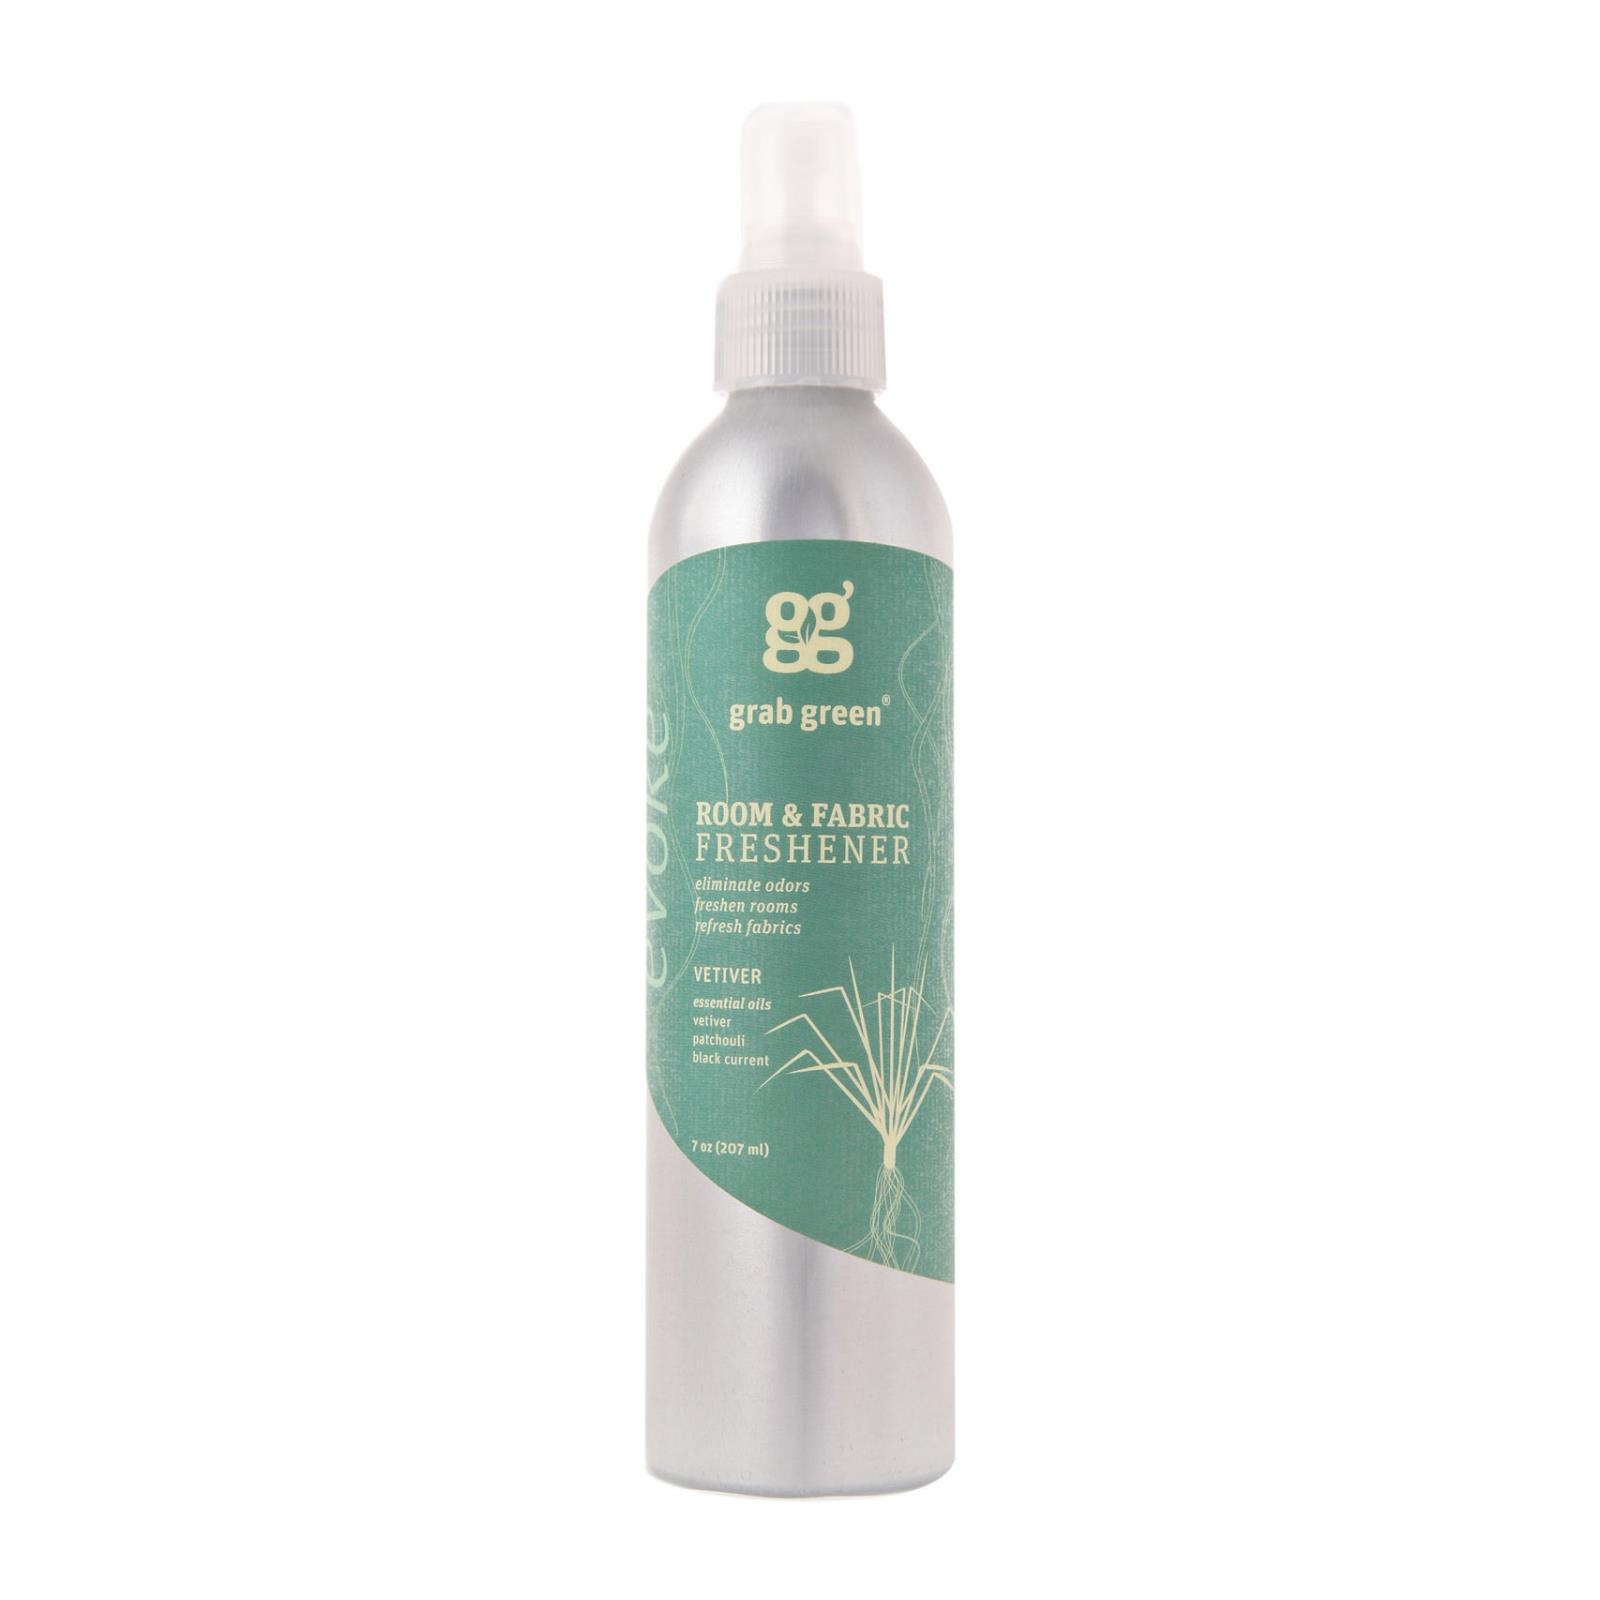 gg
grab green®
evoke
ROOM & FABRIC
FRESHENER
eliminate odors
freshen rooms
refresh fabrics
VETIVER
essential oils
vetiver
patchouli
black current
7 oz (207 ml)